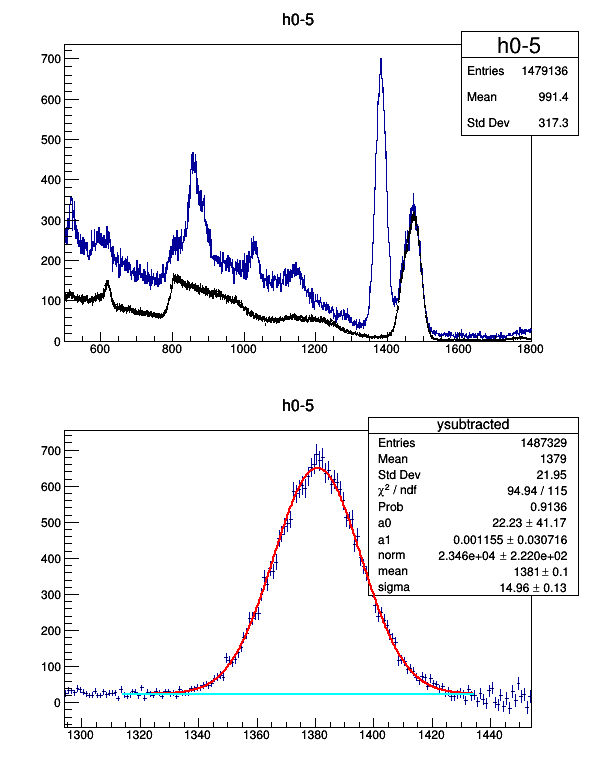 h0-5
h0-5
Entries 1479136
Mean 991.4
Std Dev 317.3
700
600
500
400
300
200
100
0
600 800 1000 1200 1400 1600 1800
h0-5
ysubtracted
Entries 1487329
Mean 1379
Std Dev 21.95
χ² / ndf 94.94 / 115
Prob 0.9136
a0 22.23 ± 41.17
a1 0.001155 ± 0.030716
norm 2.346e+04 ± 2.220e+02
mean 1381 ± 0.1
sigma 14.96 ± 0.13
700
600
500
400
300
200
100
0
1300 1320 1340 1360 1380 1400 1420 1440